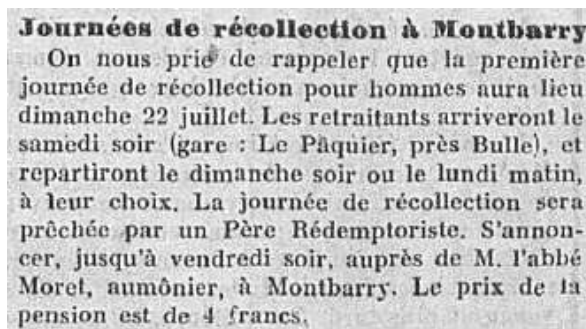 Journées de récollection à Montbarry
On nous prie de rappeler que la première
journée de récollection pour hommes aura lieu
dimanche 22 juillet. Les retraitants arriveront le
samedi soir (gare : Le Pâquier, près Bulle), et
repartiront le dimanche soir ou le lundi matin,
à leur choix. La journée de récollection sera
prêchée par un Père Rédemptoriste. S'annon-
cer, jusqu'à vendredi soir, auprès de M. l'abbé
Moret, aumônier, à Montbarry. Le prix de la
pension est de 4 francs.